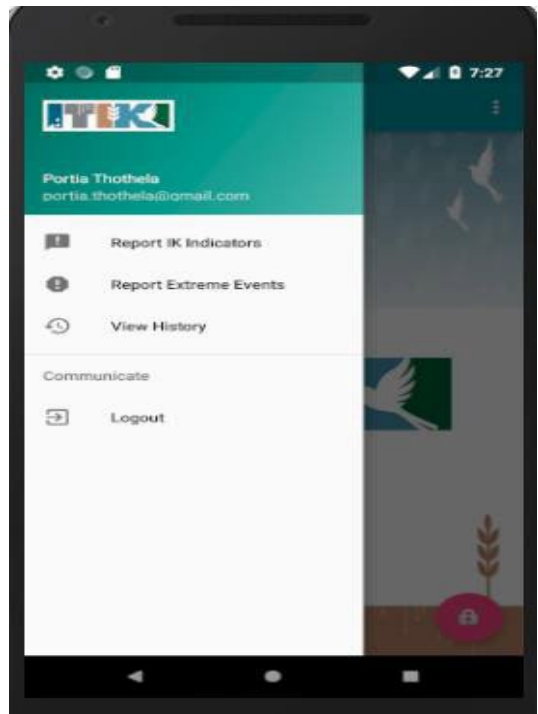 7:27
ITIKI
Portia Thothela
portia.thothela@gmail.com
Report IK Indicators
Report Extreme Events
View History
Communicate
Logout